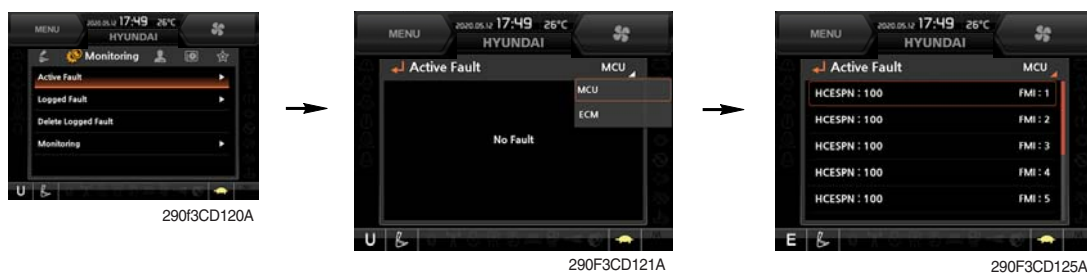 MENU
2020.05.12 17:49 26°C
HYUNDAI
Monitoring
Active Fault
Logged Fault
Delete Logged Fault
Monitoring
U
290f3CD120A
MENU
2020.05.12 17:49 26°C
HYUNDAI
Active Fault MCU
MCU
ECM
No Fault
U
290F3CD121A
MENU
2020.05.12 17:49 26°C
HYUNDAI
Active Fault MCU
HCESPN : 100 FMI : 1
HCESPN : 100 FMI : 2
HCESPN : 100 FMI : 3
HCESPN : 100 FMI : 4
HCESPN : 100 FMI : 5
E
290F3CD125A